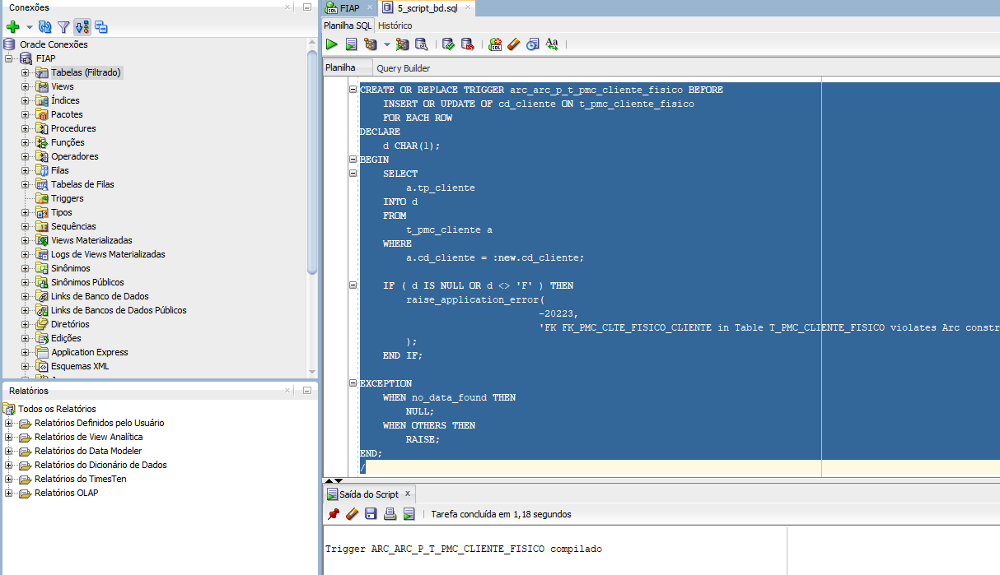 Conexões
Oracle Conexões
FIAP
Tabelas (Filtrado)
Views
Índices
Pacotes
Procedures
Funções
Operadores
Filas
Tabelas de Filas
Triggers
Tipos
Sequências
Views Materializadas
Logs de Views Materializadas
Sinônimos
Sinônimos Públicos
Links de Banco de Dados
Links de Bancos de Dados Públicos
Diretórios
Edições
Application Express
Esquemas XML
Relatórios
Todos os Relatórios
Relatórios Definidos pelo Usuário
Relatórios de View Analítica
Relatórios do Data Modeler
Relatórios do Dicionário de Dados
Relatórios do TimesTen
Relatórios OLAP
FIAP 5_script_bd.sql
Planilha SQL Histórico
Planilha Query Builder
CREATE OR REPLACE TRIGGER arc_arc_p_t_pmc_cliente_fisico BEFORE
INSERT OR UPDATE OF cd_cliente ON t_pmc_cliente_fisico
FOR EACH ROW
DECLARE
d CHAR(1);
BEGIN
SELECT
a.tp_cliente
INTO d
FROM
t_pmc_cliente a
WHERE
a.cd_cliente = :new.cd_cliente;
IF ( d IS NULL OR d <> 'F' ) THEN
raise_application_error(
-20223,
'FK FK_PMC_CLTE_FISICO_CLIENTE in Table T_PMC_CLIENTE_FISICO violates Arc constr
);
END IF;
EXCEPTION
WHEN no_data_found THEN
NULL;
WHEN OTHERS THEN
RAISE;
END;
/
Saída do Script
Tarefa concluída em 1,18 segundos
Trigger ARC_ARC_P_T_PMC_CLIENTE_FISICO compilado